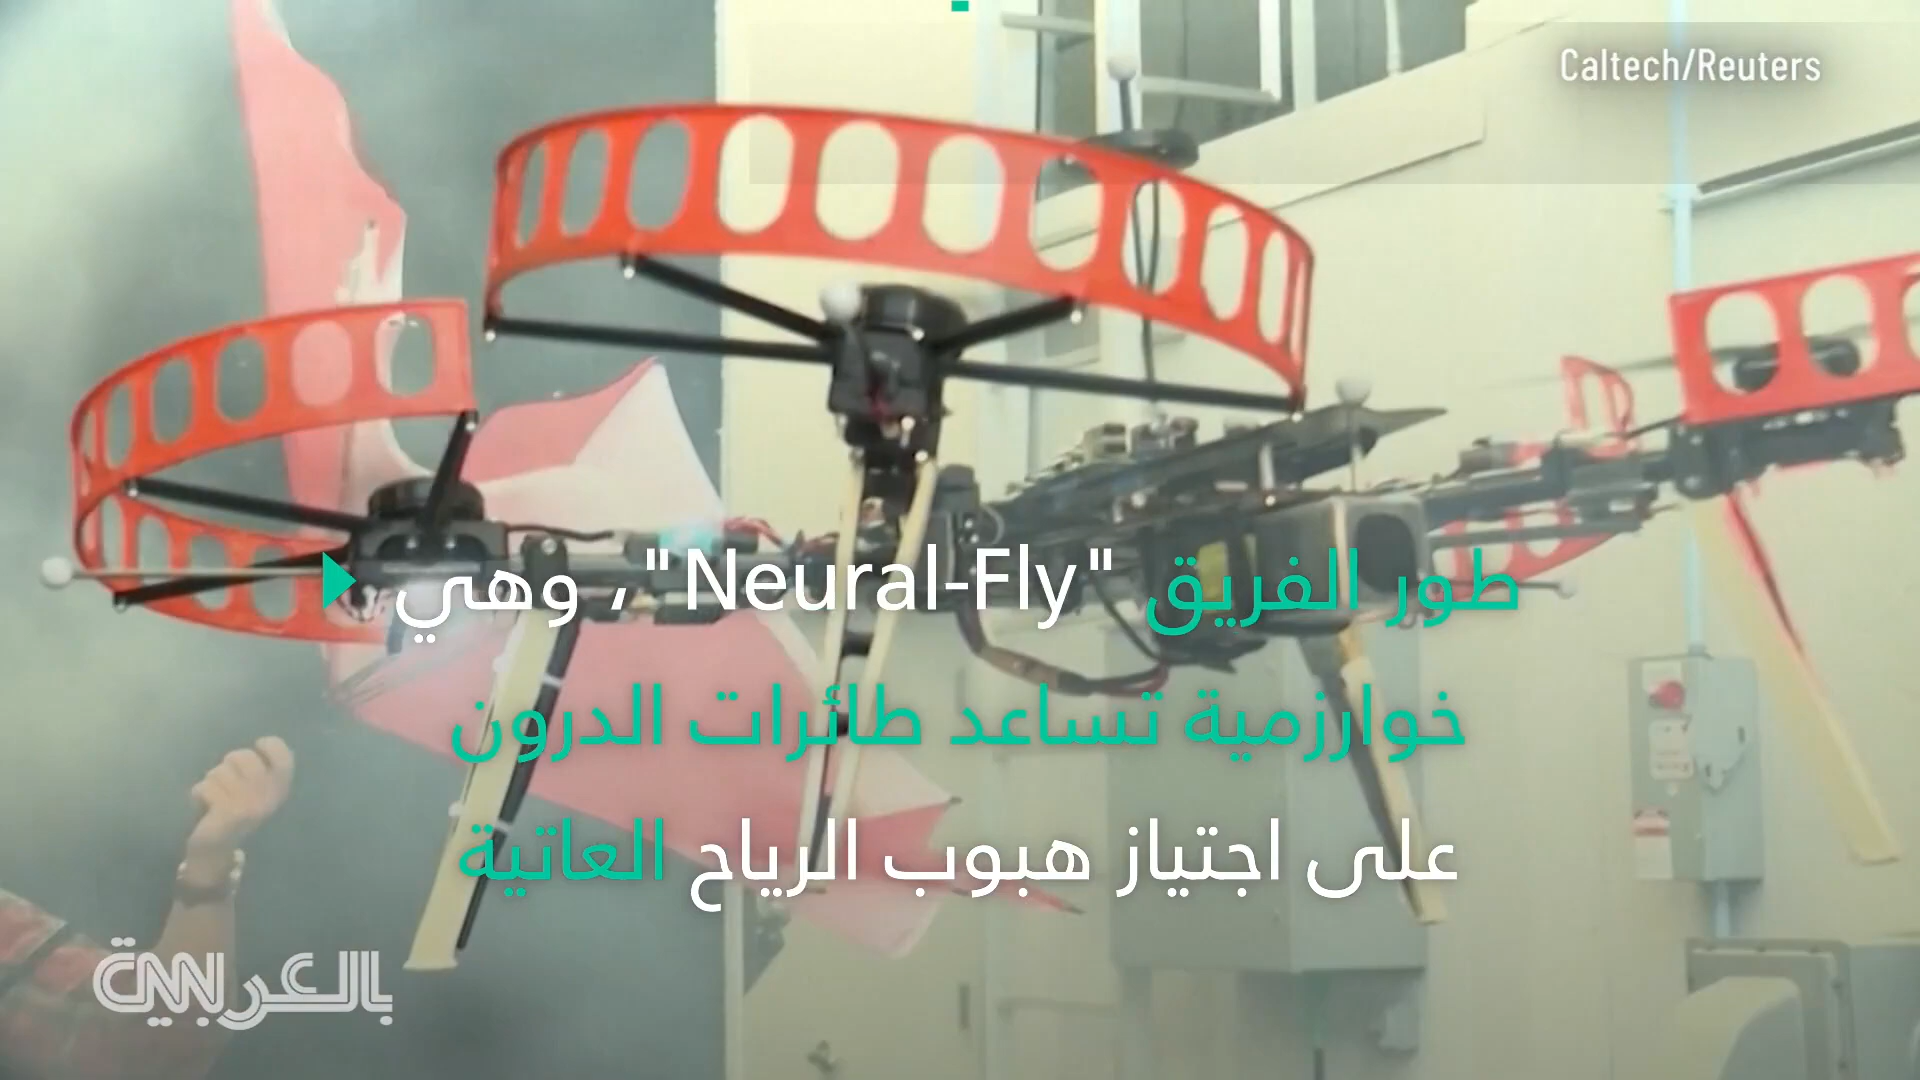 Caltech/Reuters
طور الفريق "Neural-Fly"، وهي
خوارزمية تساعد طائرات الدرون
على اجتياز هبوب الرياح العاتية
CNN بالعربية